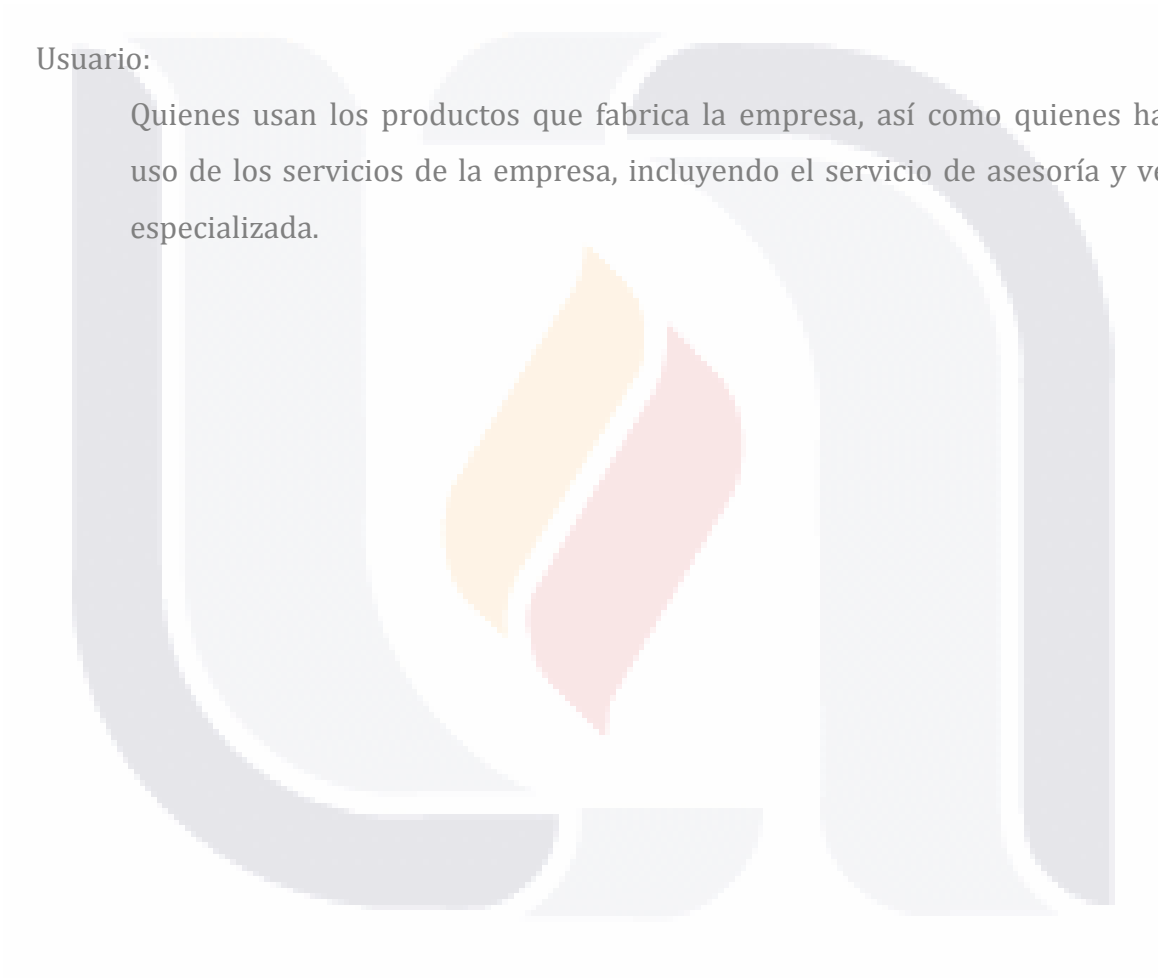 Usuario:
Quienes usan los productos que fabrica la empresa, así como quienes ha
uso de los servicios de la empresa, incluyendo el servicio de asesoría y ve
especializada.